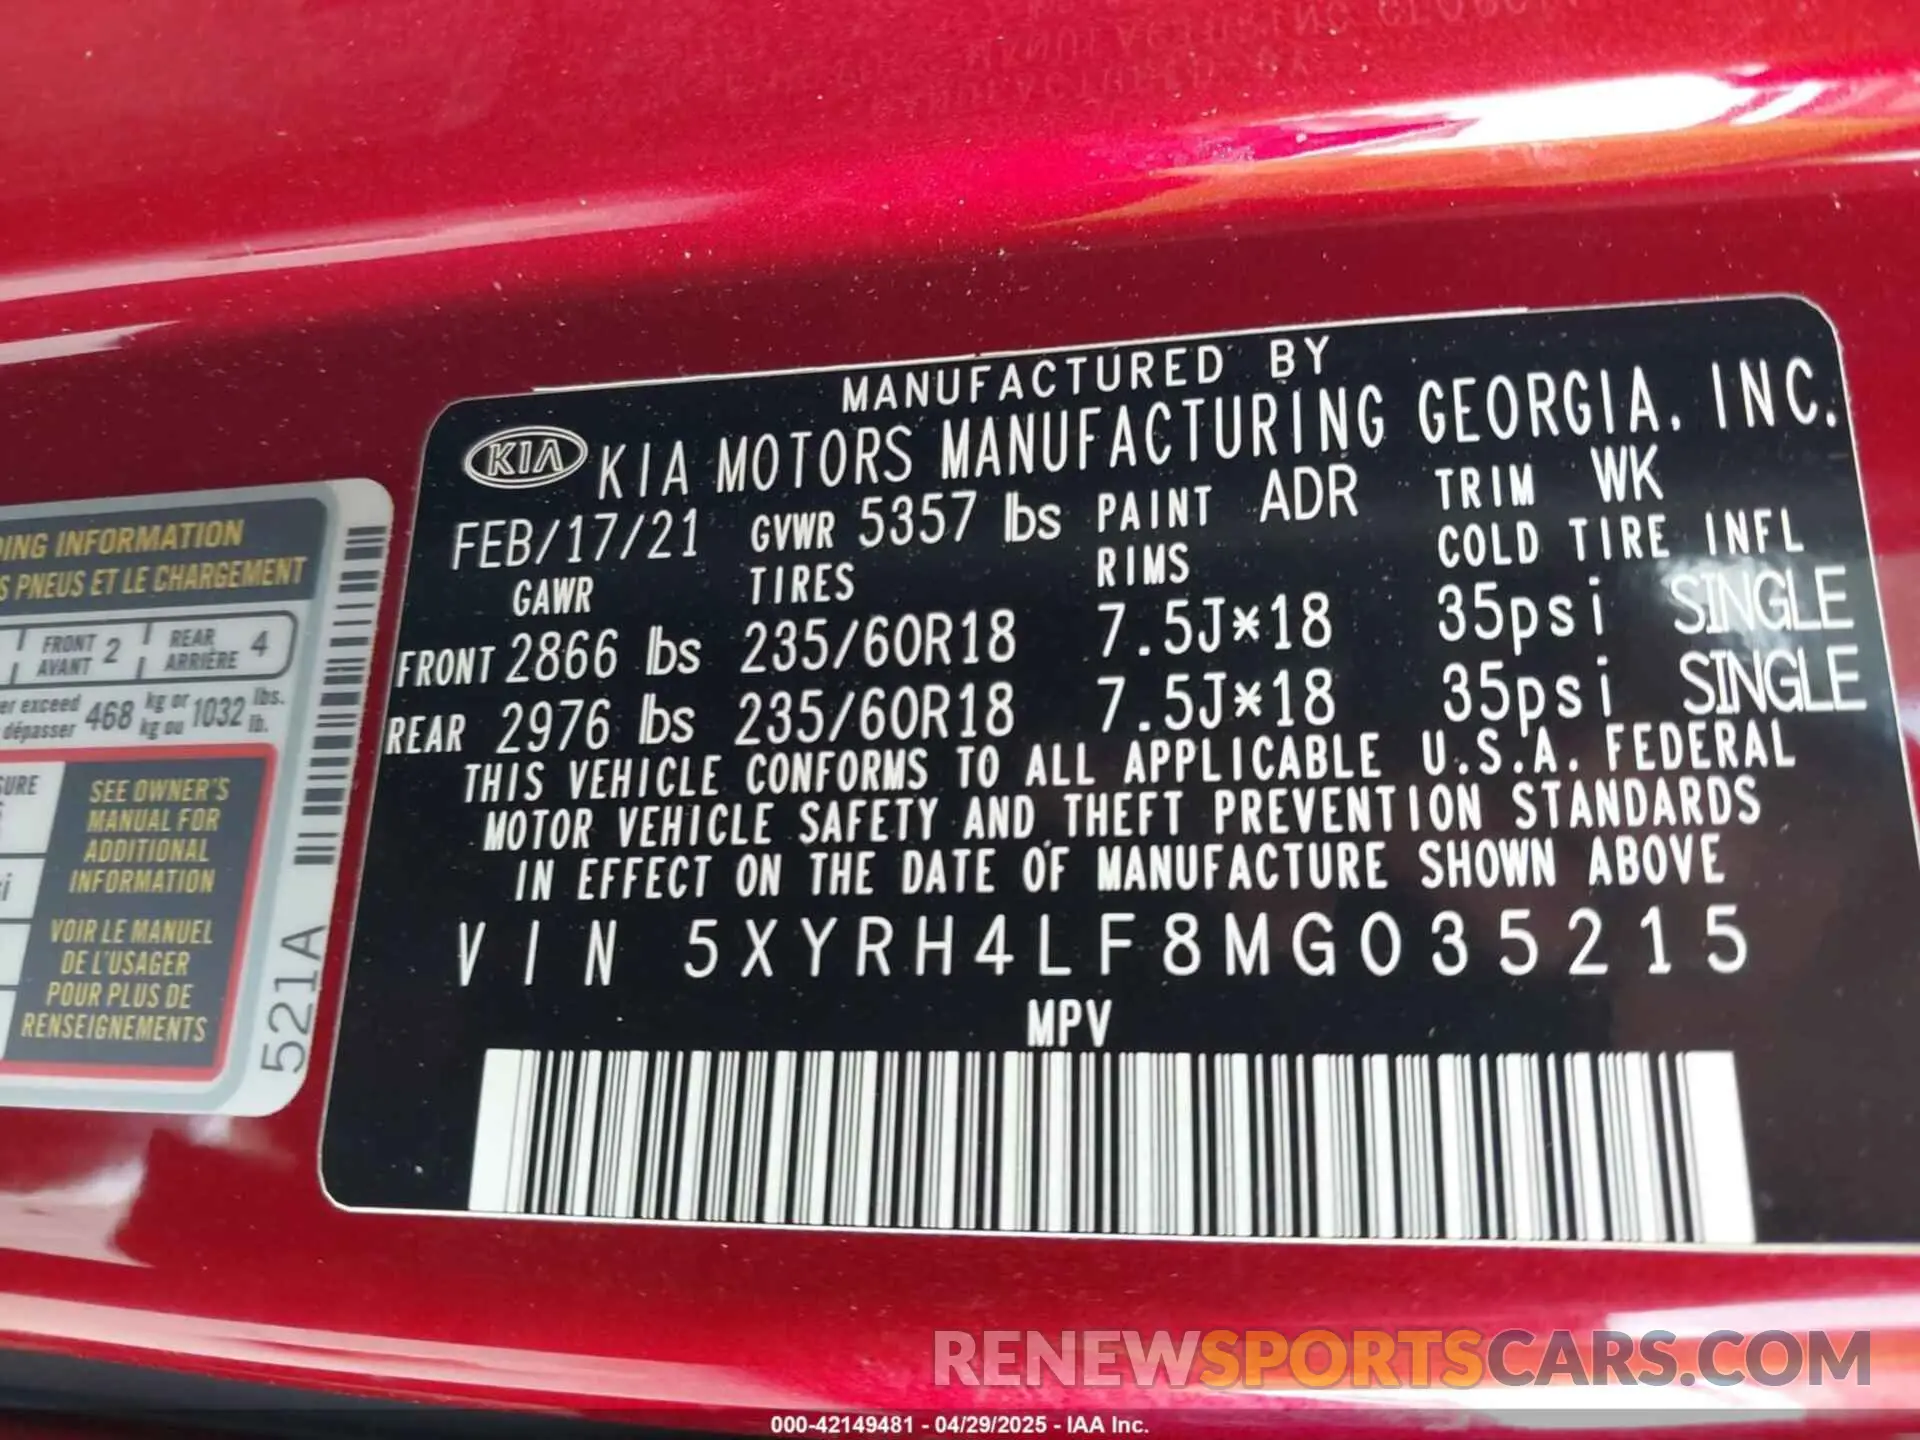 MANUFACTURED BY
KIA KIA MOTORS MANUFACTURING GEORGIA, INC.
FEB/17/21 GVWR 5357 lbs PAINT ADR TRIM WK
GAWR TIRES RIMS COLD TIRE INFL
FRONT 2866 lbs 235/60R18 7.5J*18 35psi SINGLE
REAR 2976 lbs 235/60R18 7.5J*18 35psi SINGLE
THIS VEHICLE CONFORMS TO ALL APPLICABLE U.S.A. FEDERAL
MOTOR VEHICLE SAFETY AND THEFT PREVENTION STANDARDS
IN EFFECT ON THE DATE OF MANUFACTURE SHOWN ABOVE
VIN 5XYRH4LF8MG035215
MPV
INFORMATION
PNEUS ET LE CHARGEMENT
FRONT 2 REAR 4
AVANT ARRIÈRE
exceed 468 kg or 1032 lbs.
dépasser kg ou lb.
SEE OWNER'S
MANUAL FOR
ADDITIONAL
INFORMATION
VOIR LE MANUEL
DE L'USAGER
POUR PLUS DE
RENSEIGNEMENTS
521A
RENEWSPORTSCARS.COM
000-42149481 - 04/29/2025 - IAA Inc.